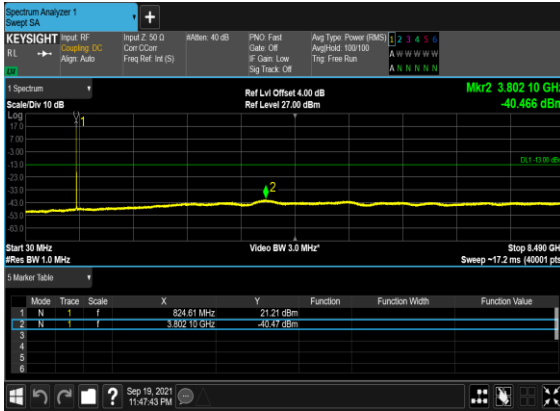 Spectrum Analyzer 1
Swept SA
+
KEYSIGHT Input: RF Input Z: 50 Ω #Atten: 40 dB PNO: Fast Avg Type: Power (RMS) 1 2 3 4 5 6
RL Coupling: DC Corr CCorr Gate: Off Avg|Hold: 100/100 A W W W W W
Align: Auto Freq Ref: Int (S) IF Gain: Low Trig: Free Run
Sig Track: Off A N N N N N
1 Spectrum Ref Lvl Offset 4.00 dB Mkr2 3.802 10 GHz
Scale/Div 10 dB Ref Level 27.00 dBm -40.466 dBm
Log
17.0 1
7.00
-3.00
-13.0 DL1 -13.00 dBm
-23.0
-33.0 2
-43.0
-53.0
-63.0
Start 30 MHz Video BW 3.0 MHz* Stop 8.490 GH
#Res BW 1.0 MHz Sweep ~17.2 ms (40001 pts
5 Marker Table
Mode Trace Scale X Y Function Function Width Function Value
1 N 1 f 824.61 MHz 21.21 dBm
2 N 1 f 3.802 10 GHz -40.47 dBm
3
4
5
6
? Sep 19, 2021
11:47:43 PM